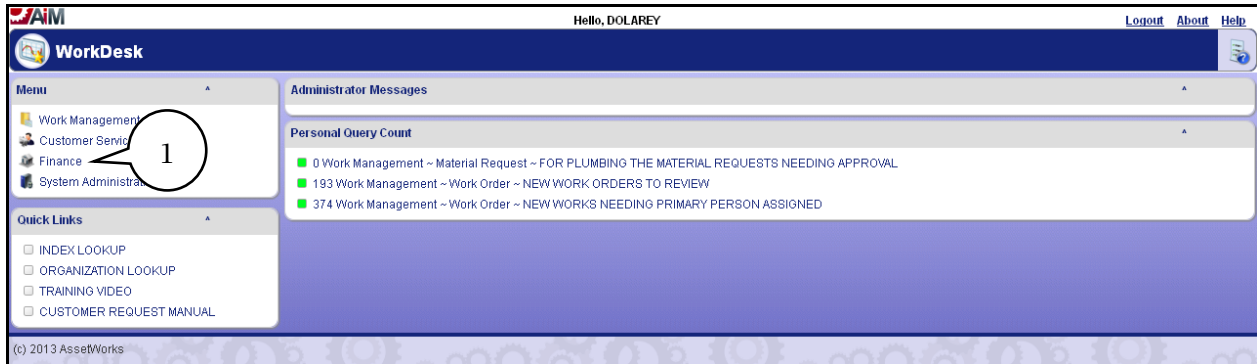 AiM
Hello, DOLAREY
Logout About Help
WorkDesk
Menu ^
Work Management
Customer Servic
Finance
System Administrat
1
Quick Links ^
INDEX LOOKUP
ORGANIZATION LOOKUP
TRAINING VIDEO
CUSTOMER REQUEST MANUAL
Administrator Messages ^
Personal Query Count ^
0 Work Management ~ Material Request ~ FOR PLUMBING THE MATERIAL REQUESTS NEEDING APPROVAL
193 Work Management ~ Work Order ~ NEW WORK ORDERS TO REVIEW
374 Work Management ~ Work Order ~ NEW WORKS NEEDING PRIMARY PERSON ASSIGNED
(c) 2013 AssetWorks